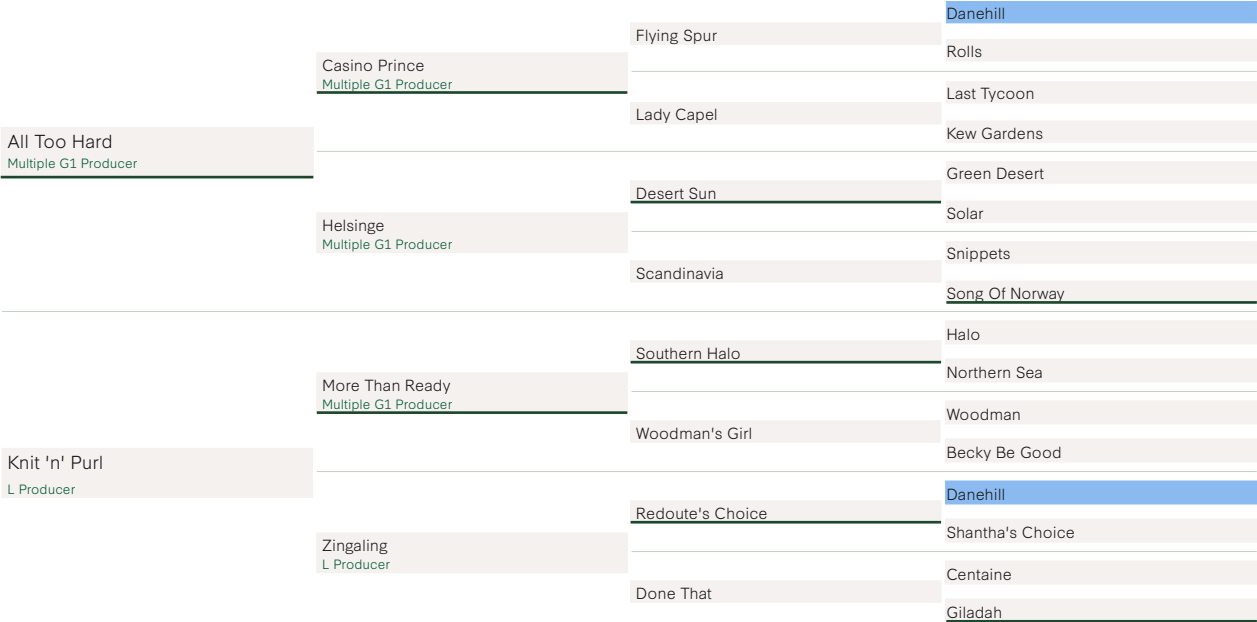 All Too Hard
Multiple G1 Producer
Knit 'n' Purl
L Producer
Casino Prince
Multiple G1 Producer
Helsinge
Multiple G1 Producer
More Than Ready
Multiple G1 Producer
Zingaling
L Producer
Flying Spur
Lady Capel
Desert Sun
Scandinavia
Southern Halo
Woodman's Girl
Redoute's Choice
Done That
Danehill
Rolls
Last Tycoon
Kew Gardens
Green Desert
Solar
Snippets
Song Of Norway
Halo
Northern Sea
Woodman
Becky Be Good
Danehill
Shantha's Choice
Centaine
Giladah